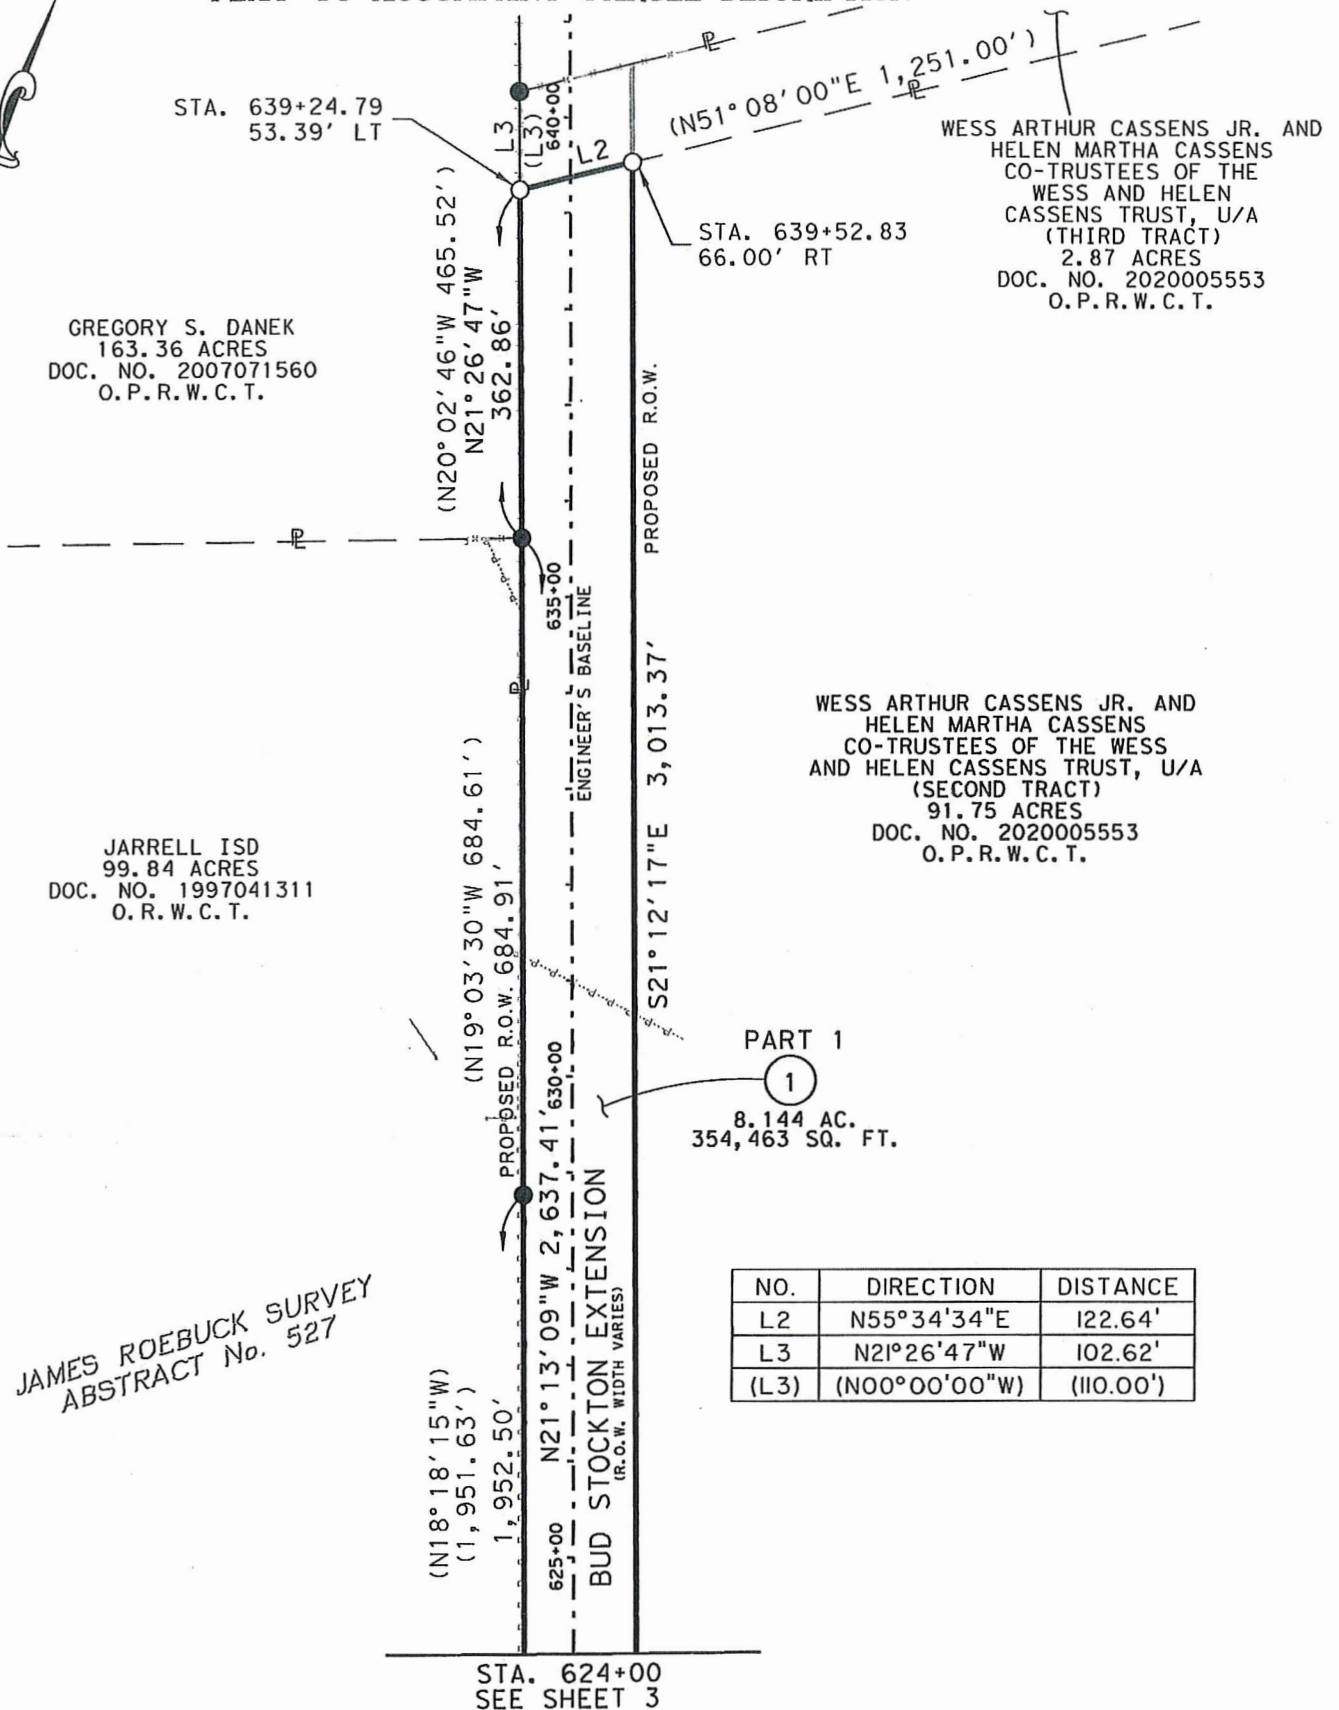 STA. 639+24.79
53.39' LT
L3
(L3)
640+00
L2
(N51°08'00"E 1,251.00')
P
L
P
L
STA. 639+52.83
66.00' RT
WESS ARTHUR CASSENS JR. AND
HELEN MARTHA CASSENS
CO-TRUSTEES OF THE
WESS AND HELEN
CASSENS TRUST, U/A
(THIRD TRACT)
2.87 ACRES
DOC. NO. 2020005553
O.P.R.W.C.T.
GREGORY S. DANEK
163.36 ACRES
DOC. NO. 2007071560
O.P.R.W.C.T.
(N20°02'46"W 465.52')
N21°26'47"W
362.86'
PROPOSED R.O.W.
P
L
635+00
ENGINEER'S BASELINE
P
L
S21°12'17"E 3,013.37'
WESS ARTHUR CASSENS JR. AND
HELEN MARTHA CASSENS
CO-TRUSTEES OF THE WESS
AND HELEN CASSENS TRUST, U/A
(SECOND TRACT)
91.75 ACRES
DOC. NO. 2020005553
O.P.R.W.C.T.
JARRELL ISD
99.84 ACRES
DOC. NO. 1997041311
O.R.W.C.T.
(N19°03'30"W 684.61')
PROPOSED R.O.W. 684.91'
630+00
PART 1
1
8.144 AC.
354,463 SQ. FT.
N21°13'09"W 2,637.41'
BUD STOCKTON EXTENSION
(R.O.W. WIDTH VARIES)
JAMES ROEBUCK SURVEY
ABSTRACT No. 527
(N18°18'15"W)
(1,951.63')
1,952.50'
625+00
NO. DIRECTION DISTANCE
L2 N55°34'34"E 122.64'
L3 N21°26'47"W 102.62'
(L3) (N00°00'00"W) (110.00')
STA. 624+00
SEE SHEET 3